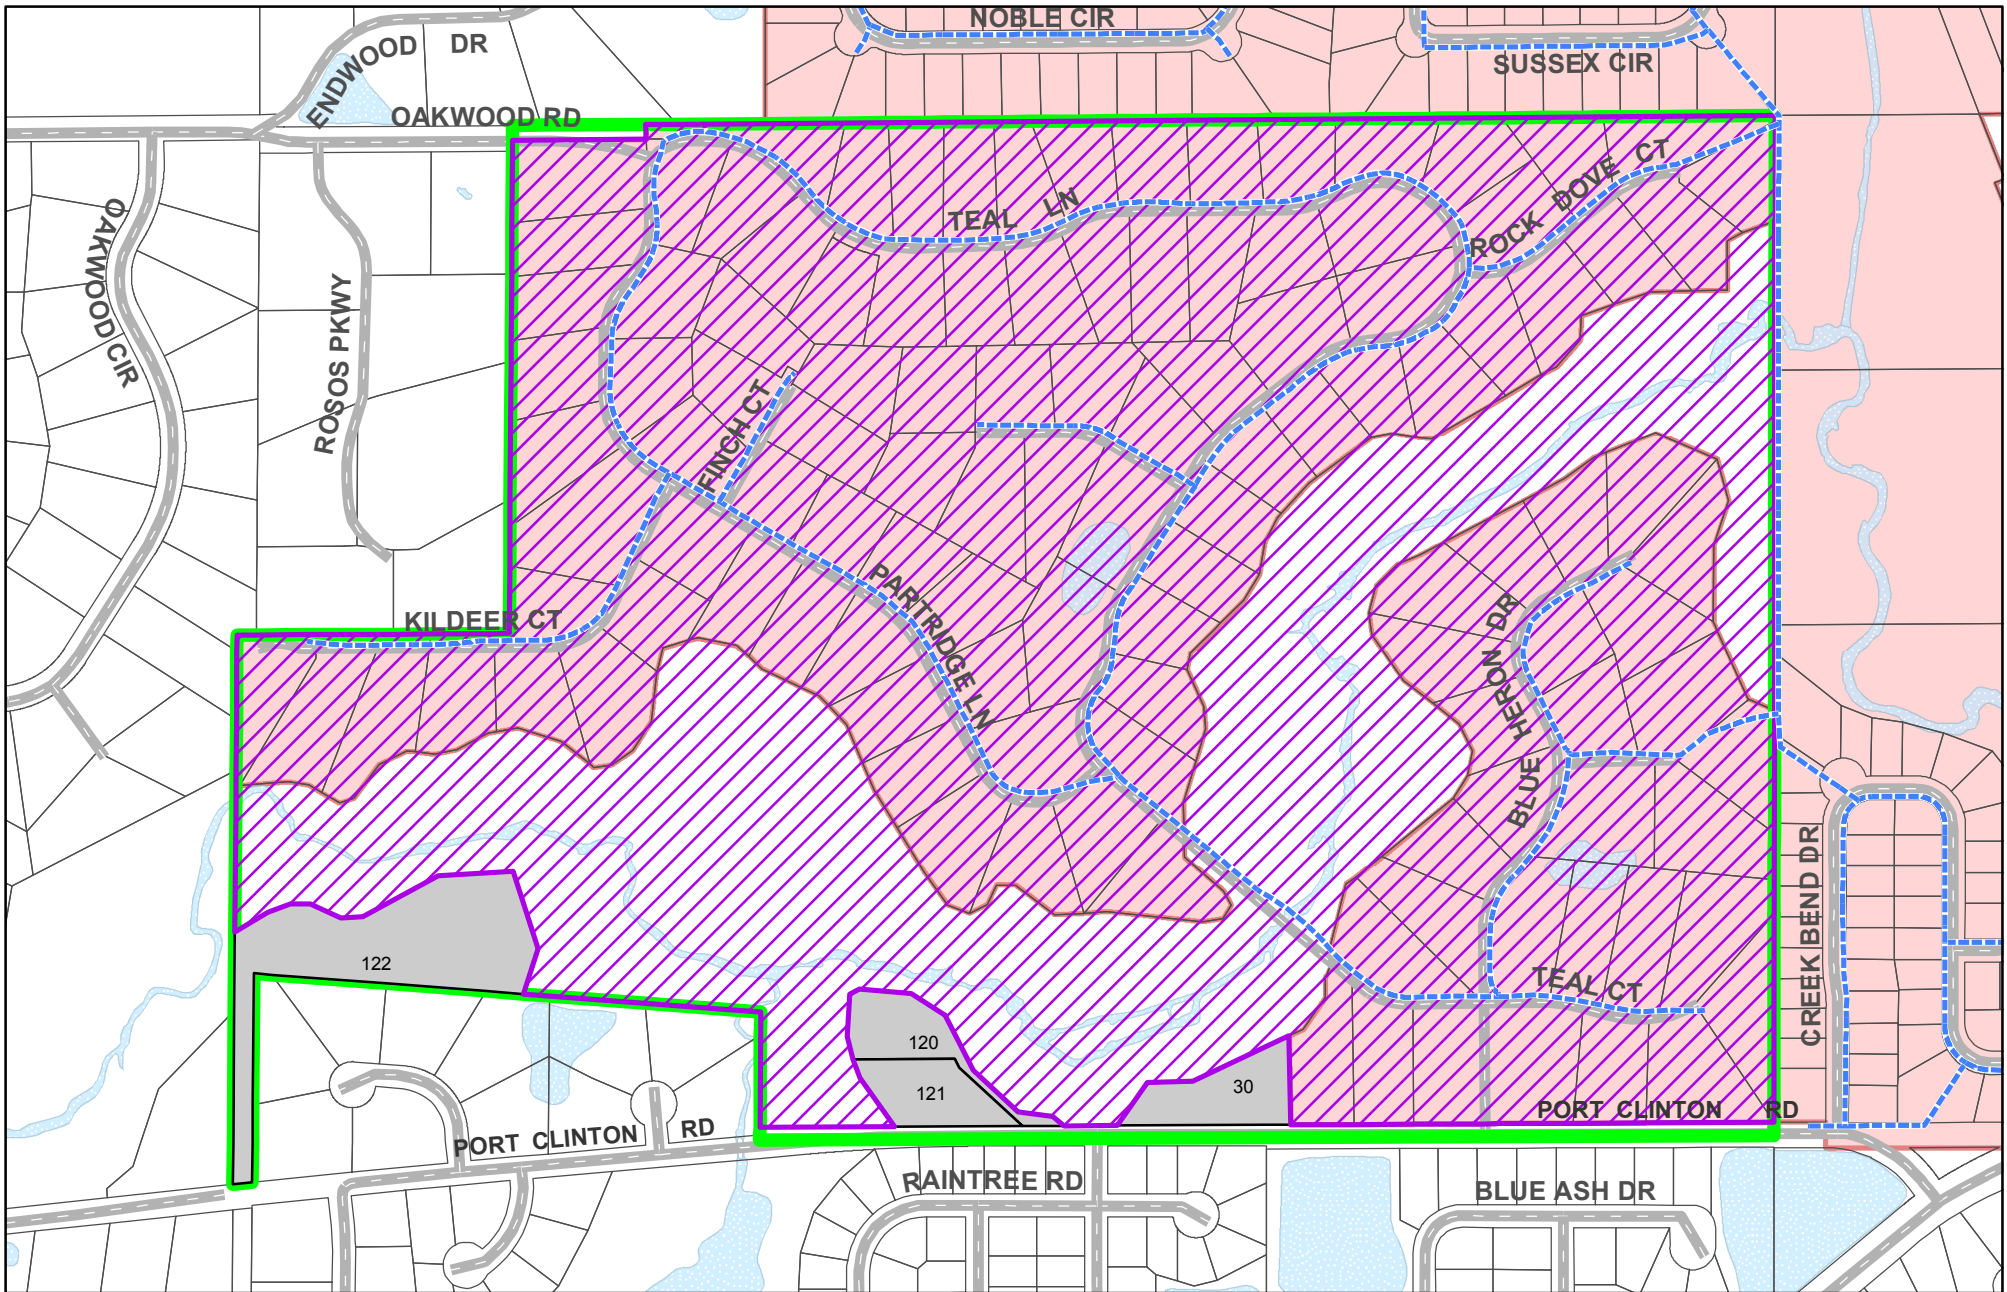 NOBLE CIR
SUSSEX CIR
ENDWOOD DR
OAKWOOD RD
OAKWOOD CIR
ROSOS PKWY
TEAL LN
ROCK DOVE CT
FINCH CT
PARTRIDGE LN
KILDEER CT
BLUE HERON DR
CREEK BEND DR
TEAL CT
122
120
121
30
PORT CLINTON RD
PORT CLINTON RD
RAINTREE RD
BLUE ASH DR